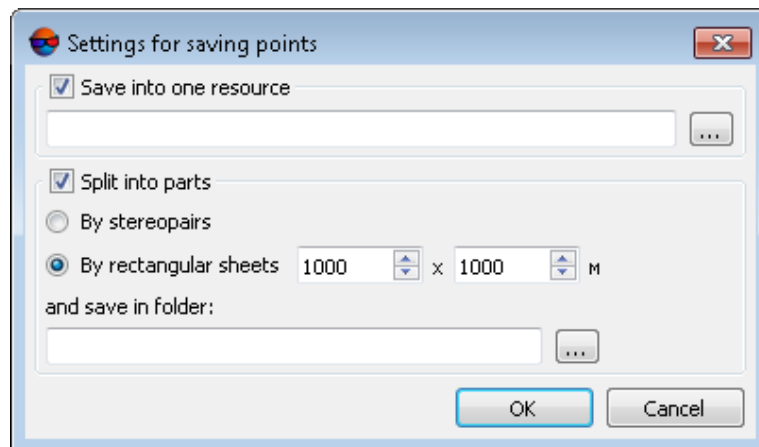 Settings for saving points
Save into one resource
...
Split into parts
By stereopairs
By rectangular sheets 1000 x 1000 м
and save in folder:
...
OK Cancel